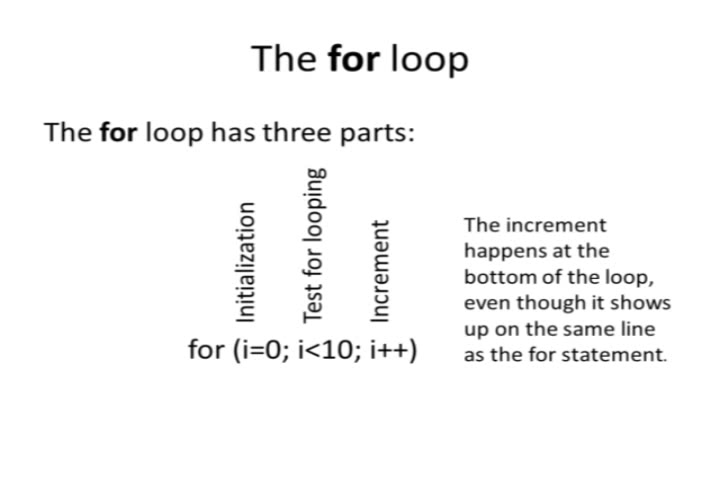 The for loop
The for loop has three parts:
Initialization
Test for looping
Increment
for (i=0; i<10; i++)
The increment
happens at the
bottom of the loop,
even though it shows
up on the same line
as the for statement.